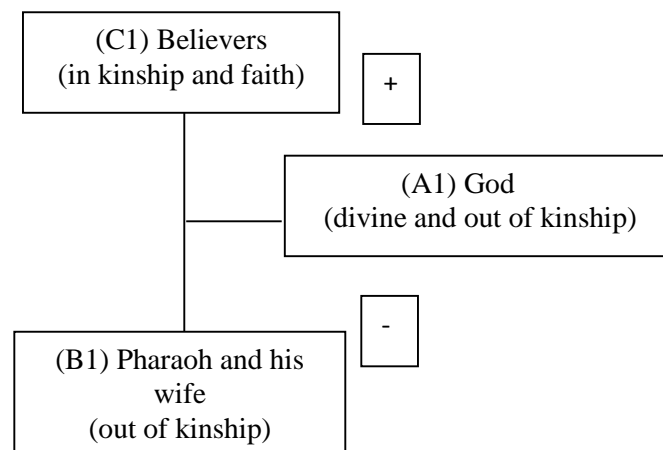 (C1) Believers
(in kinship and faith)
+
(A1) God
(divine and out of kinship)
-
(B1) Pharaoh and his
wife
(out of kinship)